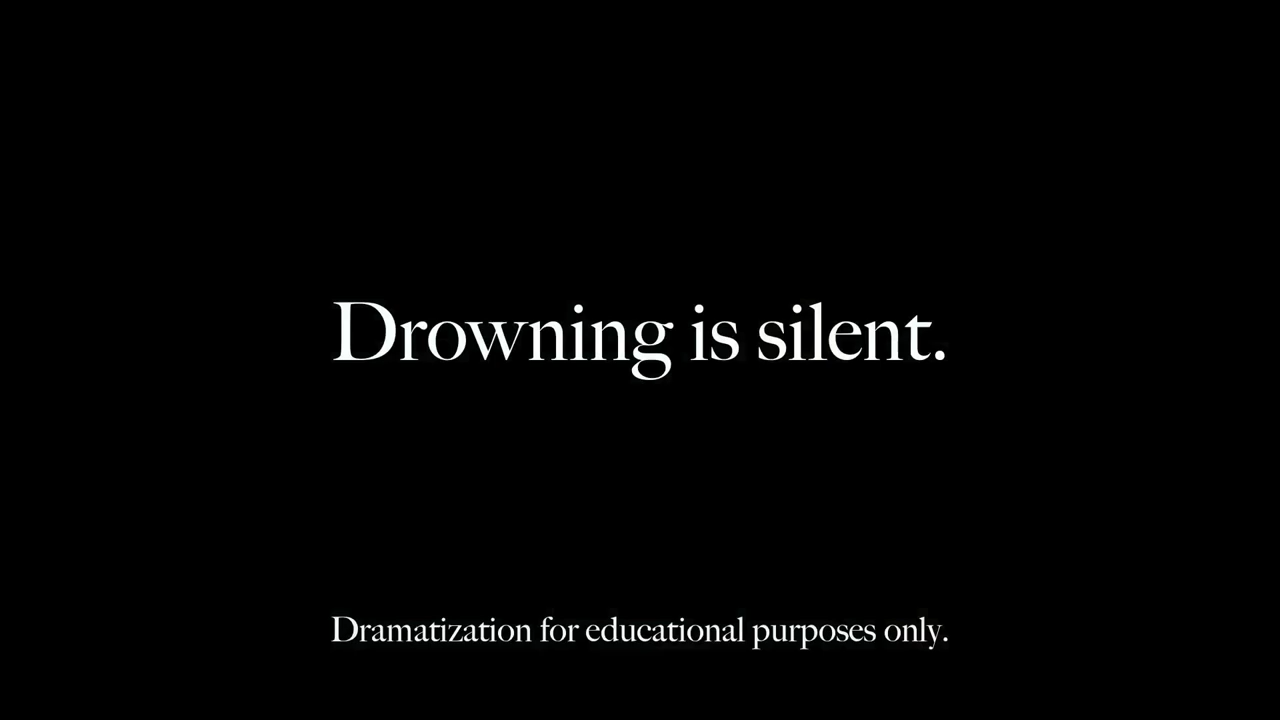 Drowning is silent.
Dramatization for educational purposes only.